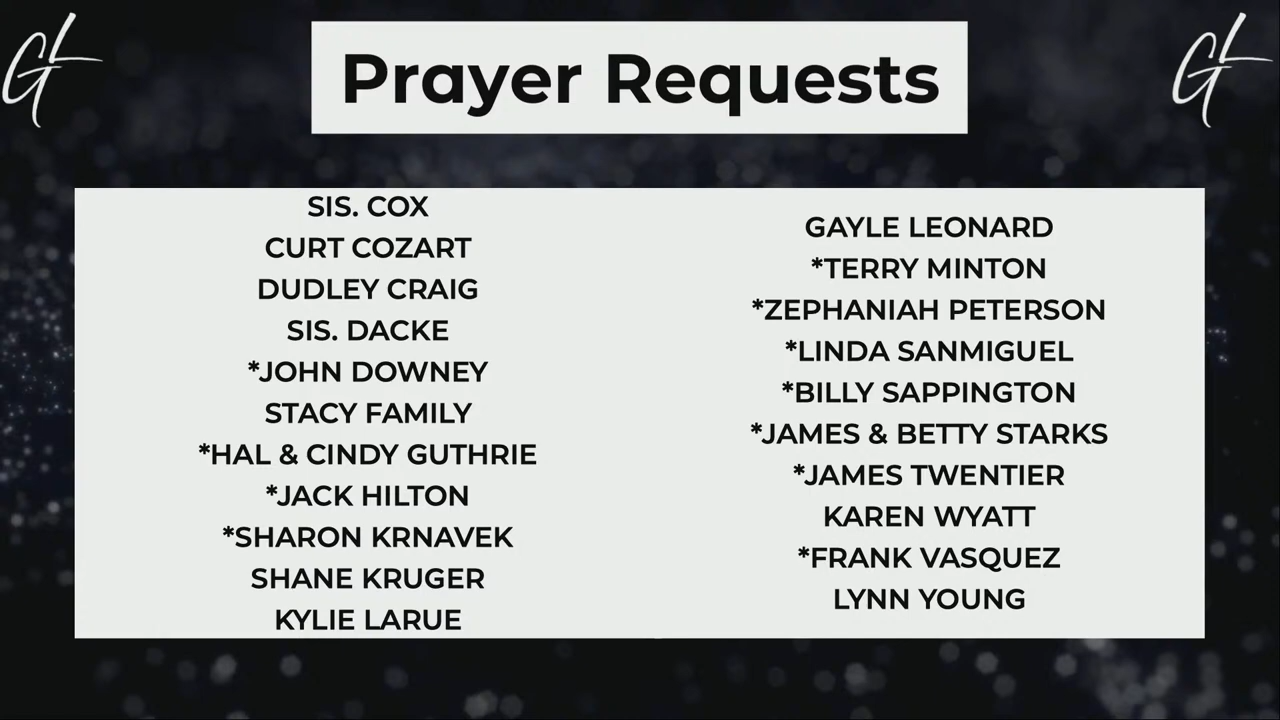 GL
GL
Prayer Requests
SIS. COX
CURT COZART
DUDLEY CRAIG
SIS. DACKE
*JOHN DOWNEY
STACY FAMILY
*HAL & CINDY GUTHRIE
*JACK HILTON
*SHARON KRNAVEK
SHANE KRUGER
KYLIE LARUE
GAYLE LEONARD
*TERRY MINTON
*ZEPHANIAH PETERSON
*LINDA SANMIGUEL
*BILLY SAPPINGTON
*JAMES & BETTY STARKS
*JAMES TWENTIER
KAREN WYATT
*FRANK VASQUEZ
LYNN YOUNG